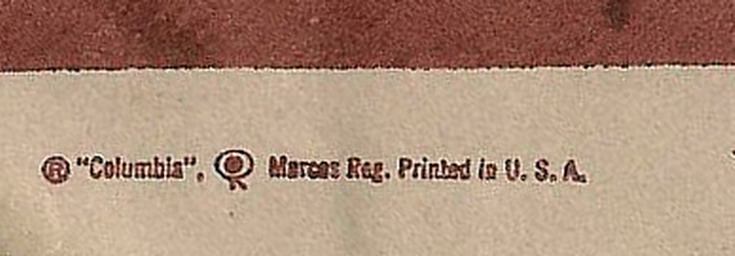 ® "Columbia", Marcas Reg. Printed in U. S. A.